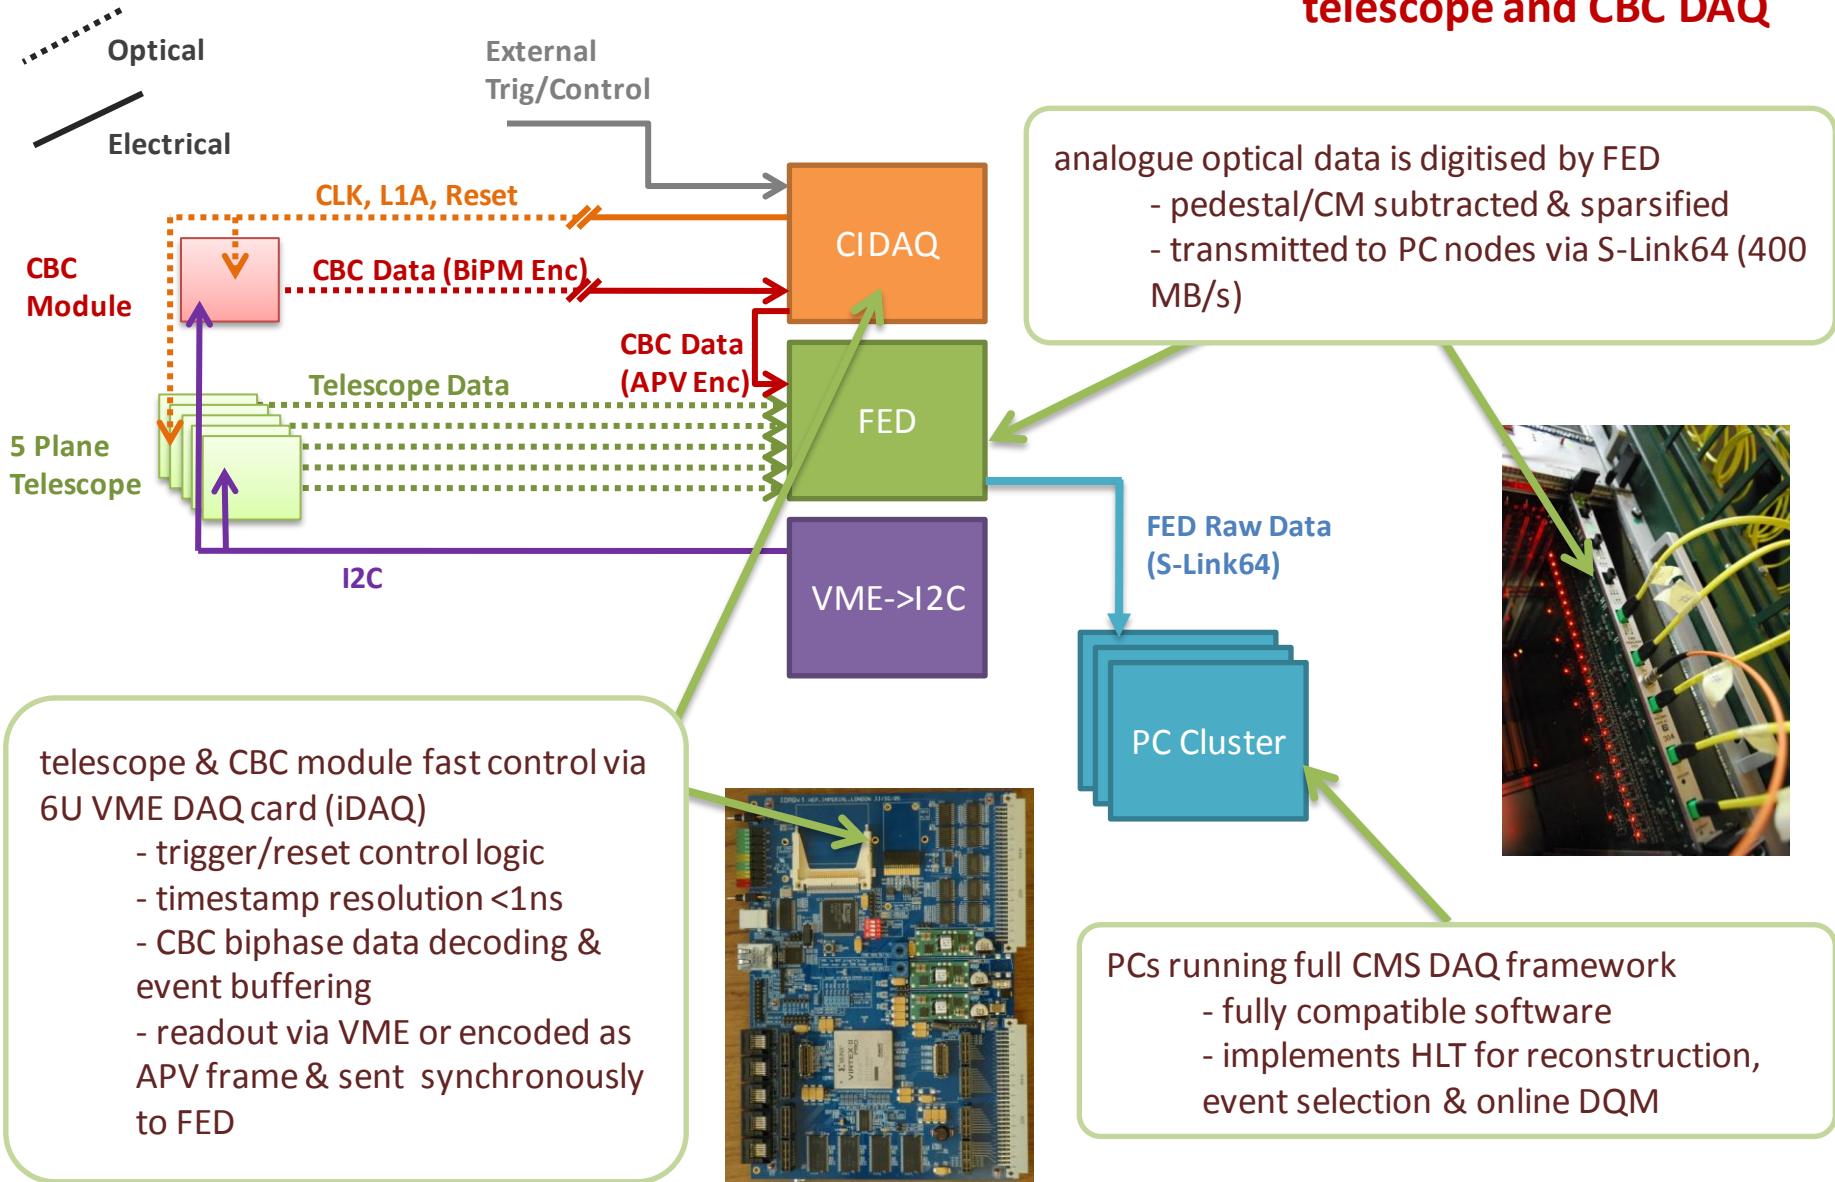 telescope and CBC DAQ
Optical
Electrical
External
Trig/Control
CLK, L1A, Reset
CBC
Module
CBC Data (BiPM Enc)
CIDAQ
CBC Data
(APV Enc)
Telescope Data
FED
5 Plane
Telescope
I2C
VME->I2C
FED Raw Data
(S-Link64)
PC Cluster
analogue optical data is digitised by FED
- pedestal/CM subtracted & sparsified
- transmitted to PC nodes via S-Link64 (400
MB/s)
telescope & CBC module fast control via
6U VME DAQ card (iDAQ)
- trigger/reset control logic
- timestamp resolution <1ns
- CBC biphase data decoding &
event buffering
- readout via VME or encoded as
APV frame & sent synchronously
to FED
VIRTEX-II
PRO
PCs running full CMS DAQ framework
- fully compatible software
- implements HLT for reconstruction,
event selection & online DQM